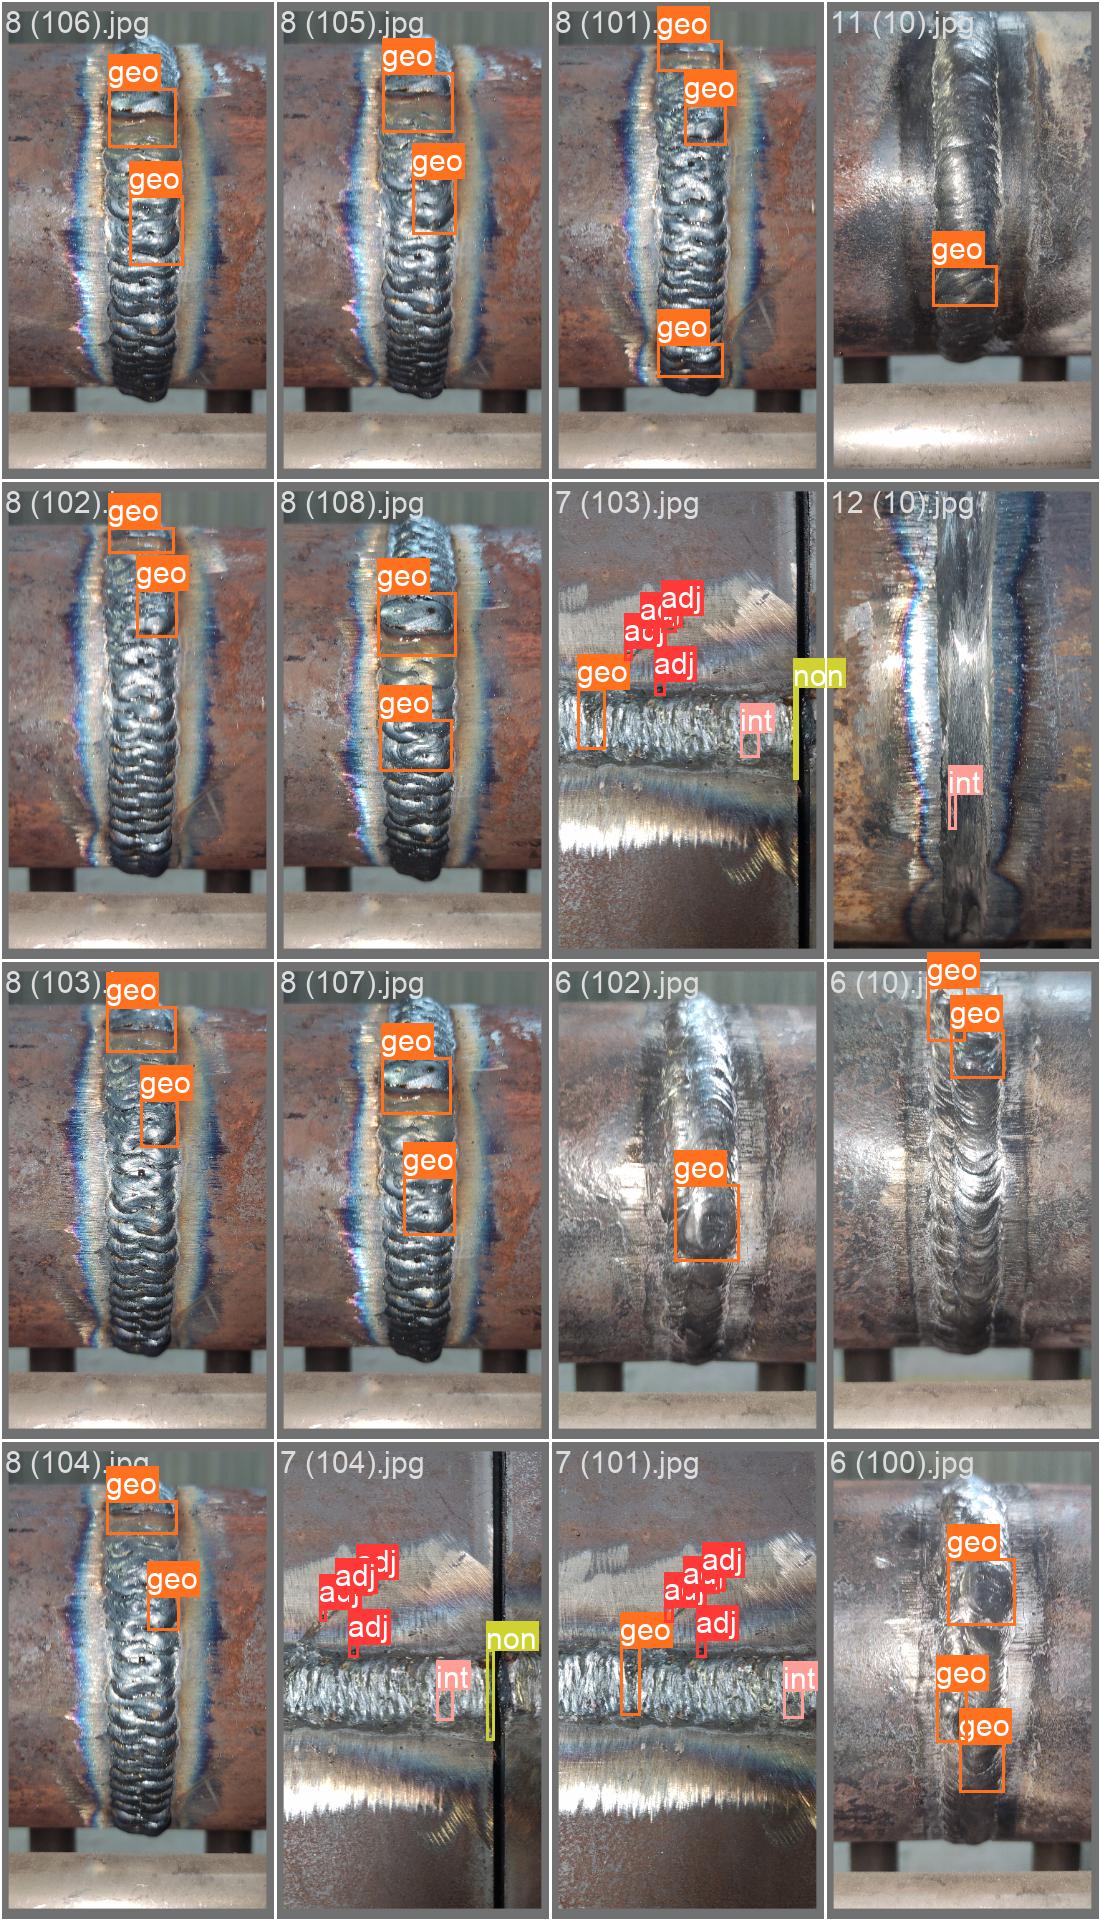 8 (106).jpg
geo
geo
8 (105).jpg
geo
geo
8 (101).jpg
geo
geo
geo
11 (10).jpg
geo
8 (102).
geo
geo
8 (108).jpg
geo
geo
7 (103).jpg
adj
adj
adj
geo
non
int
12 (10).jpg
int
8 (103).
geo
geo
8 (107).jpg
geo
geo
6 (102).jpg
geo
6 (10).j
geo
geo
8 (104).jpg
geo
geo
7 (104).jpg
adj
adj
adj
adj
non
int
7 (101).jpg
adj
adj
adj
adj
geo
int
6 (100).jpg
geo
geo
geo